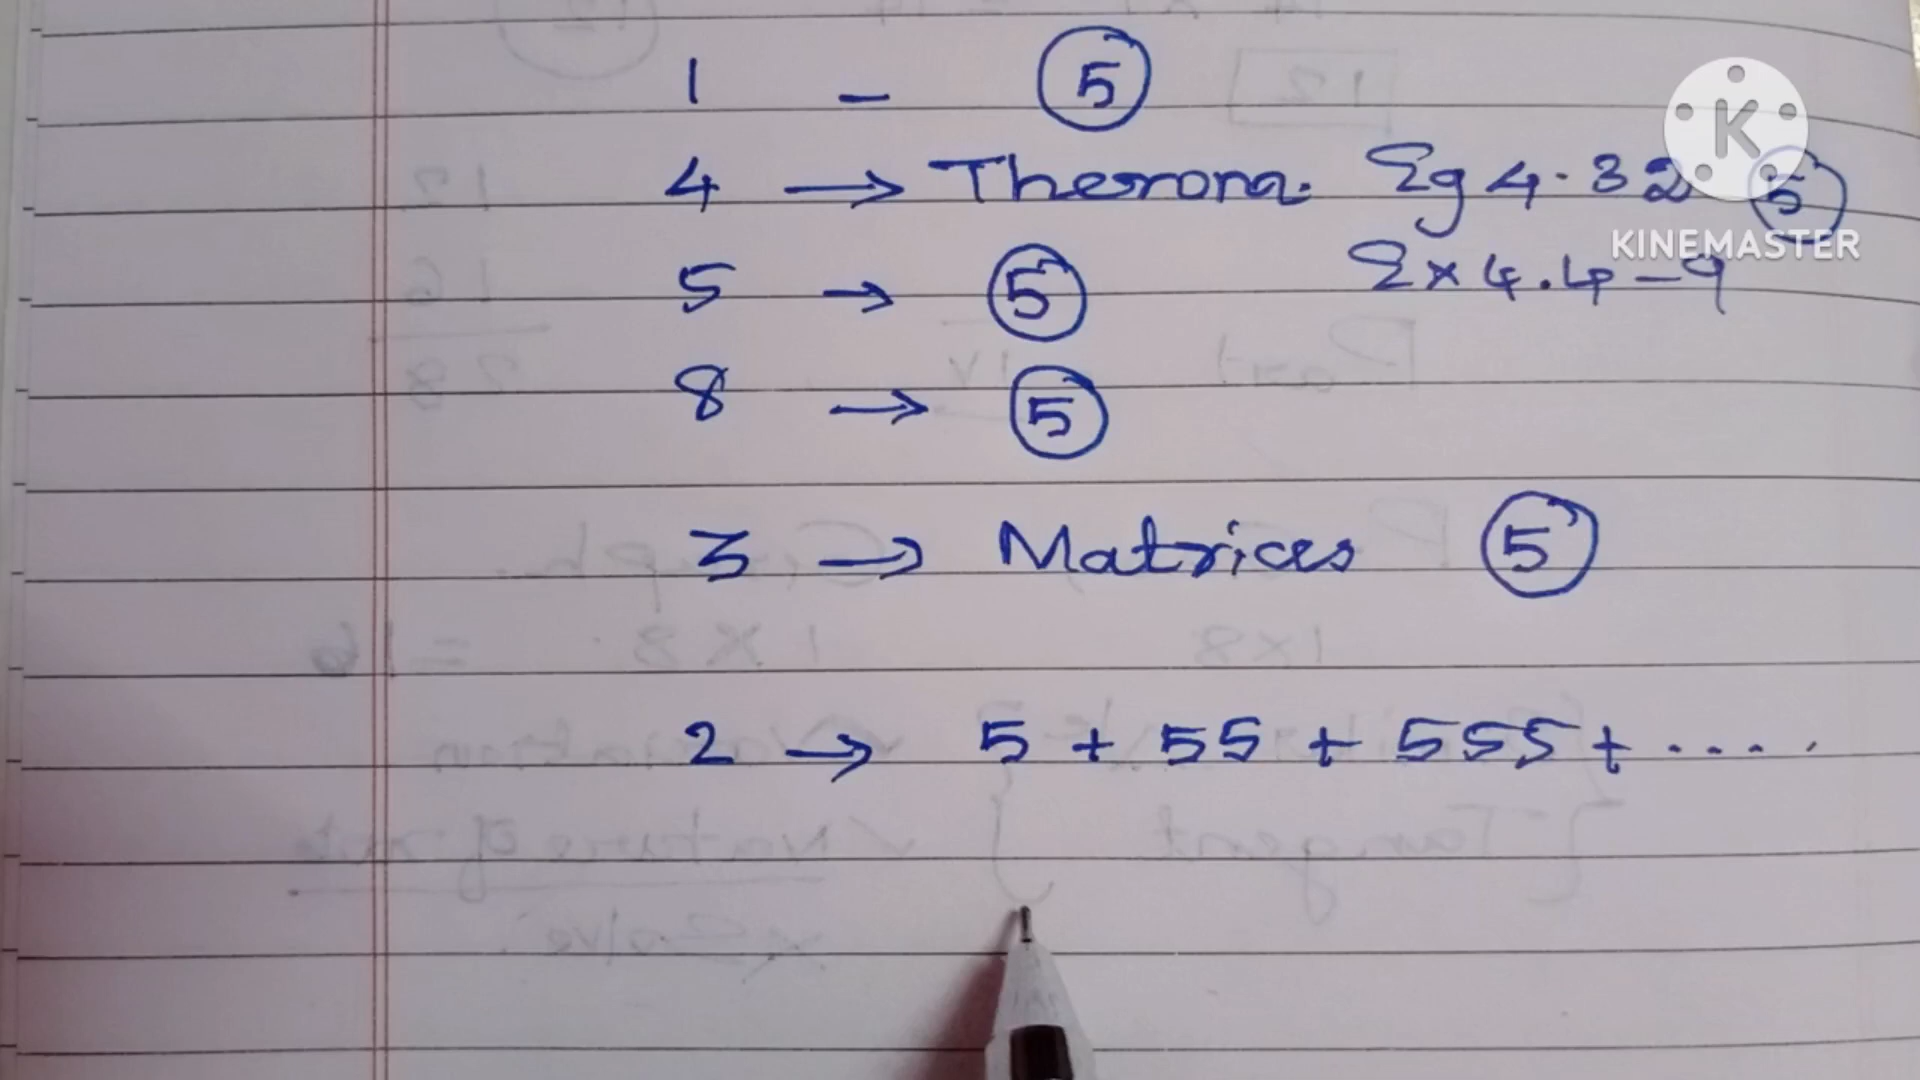 1 - 5
4 → Therom. Eg 4.32 5
KINEMASTER
5 → 5 Ex 4.4-9
8 → 5
3 → Matrices 5
2 → 5 + 55 + 555 + .....